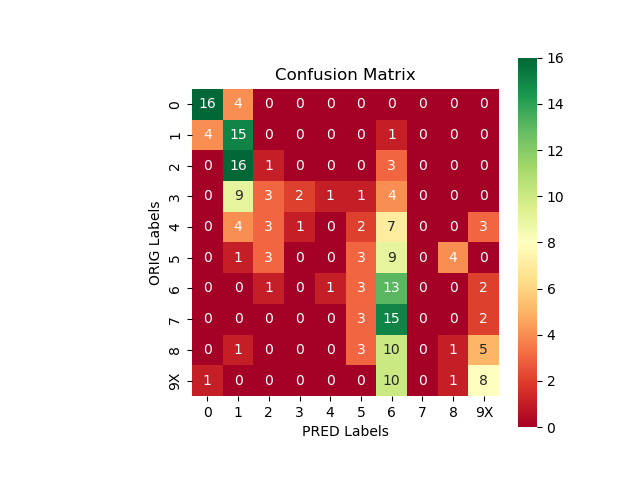 Confusion Matrix
ORIG Labels
0 16 4 0 0 0 0 0 0 0 0
1 4 15 0 0 0 0 1 0 0 0
2 0 16 1 0 0 0 3 0 0 0
3 0 9 3 2 1 1 4 0 0 0
4 0 4 3 1 0 2 7 0 0 3
5 0 1 3 0 0 3 9 0 4 0
6 0 0 1 0 1 3 13 0 0 2
7 0 0 0 0 0 3 15 0 0 2
8 0 1 0 0 0 3 10 0 1 5
9X 1 0 0 0 0 0 10 0 1 8
0 1 2 3 4 5 6 7 8 9X
PRED Labels
16
14
12
10
8
6
4
2
0